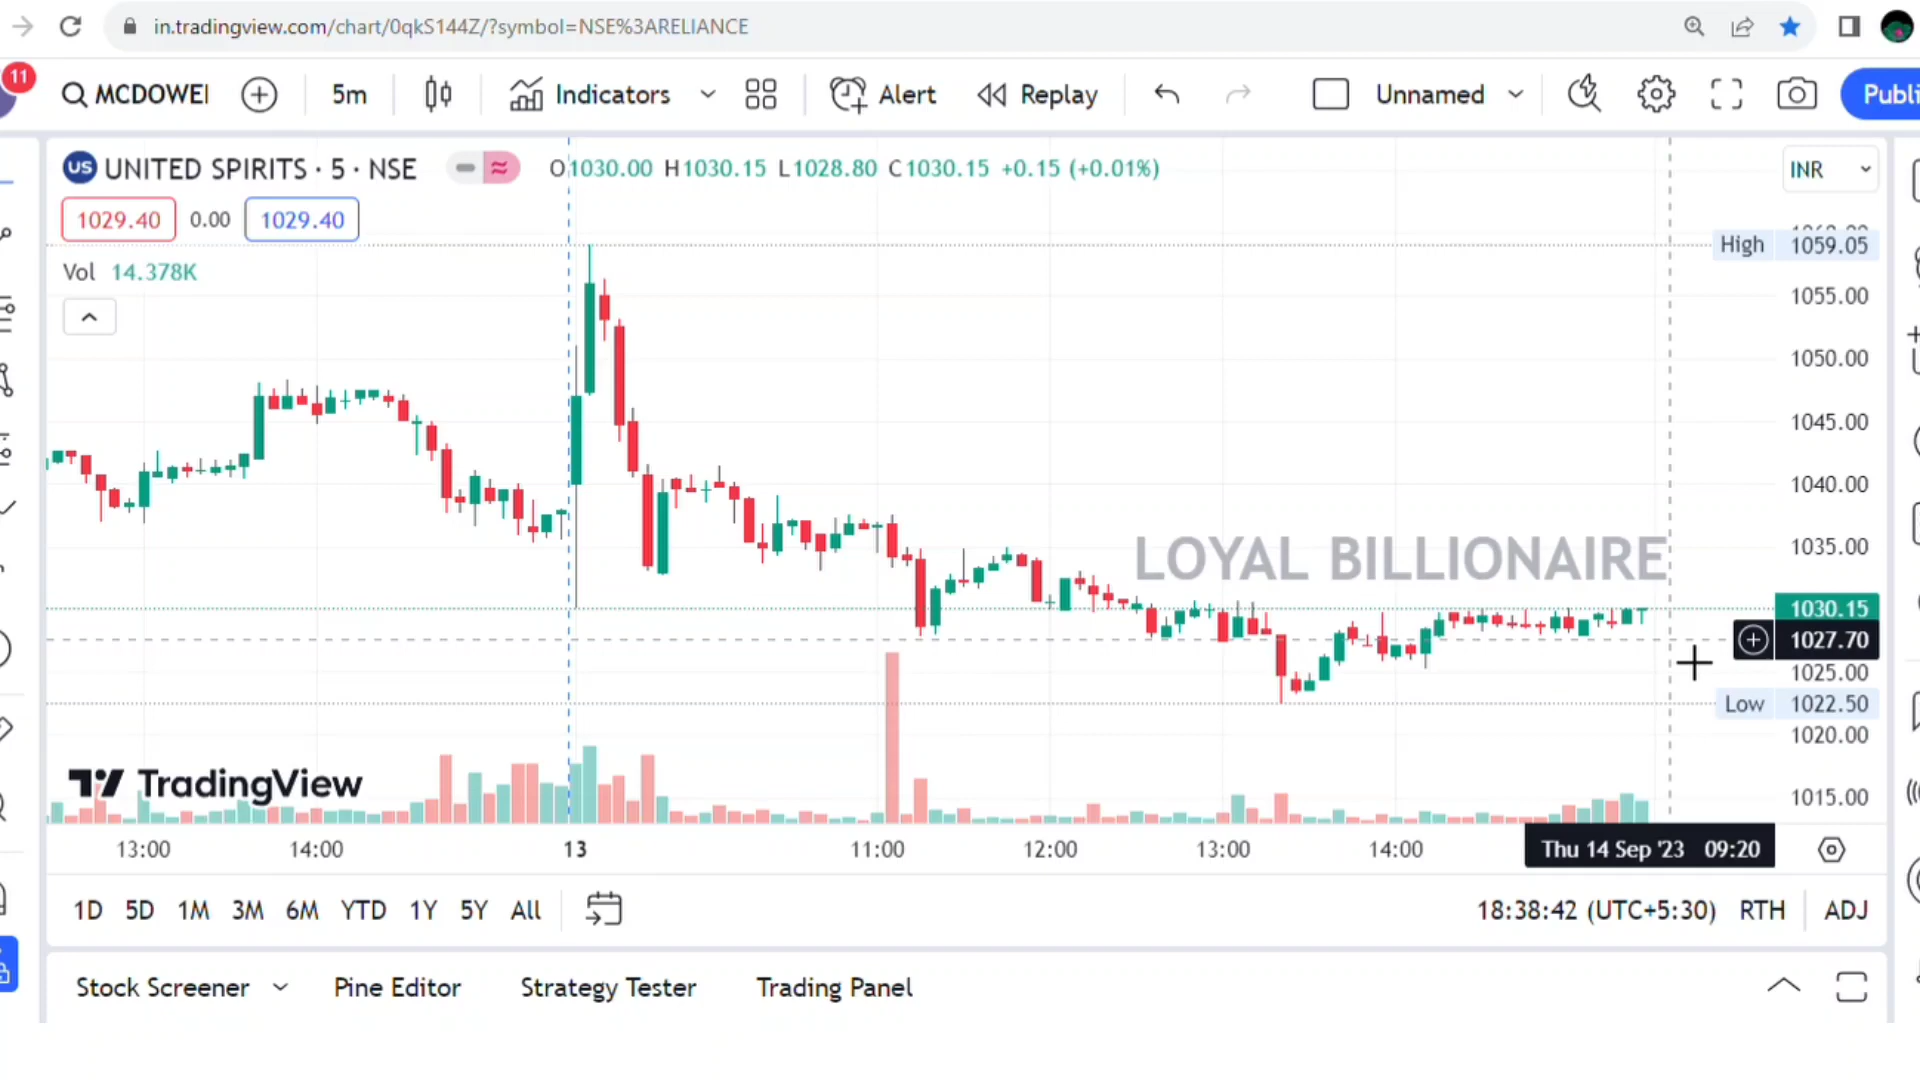 in.tradingview.com/chart/0qkS144Z/?symbol=NSE%3ARELIANCE
11
MCDOWEI 5m Indicators Alert Replay Unnamed Publi
US UNITED SPIRITS · 5 · NSE O1030.00 H1030.15 L1028.80 C1030.15 +0.15 (+0.01%) INR
1029.40 0.00 1029.40
High 1059.05
Vol 14.378K
1055.00
1050.00
1045.00
1040.00
1035.00
LOYAL BILLIONAIRE
1030.15
1027.70
1025.00
Low 1022.50
1020.00
TradingView
1015.00
13:00 14:00 13 11:00 12:00 13:00 14:00 Thu 14 Sep '23 09:20
1D 5D 1M 3M 6M YTD 1Y 5Y All 18:38:42 (UTC+5:30) RTH ADJ
Stock Screener Pine Editor Strategy Tester Trading Panel